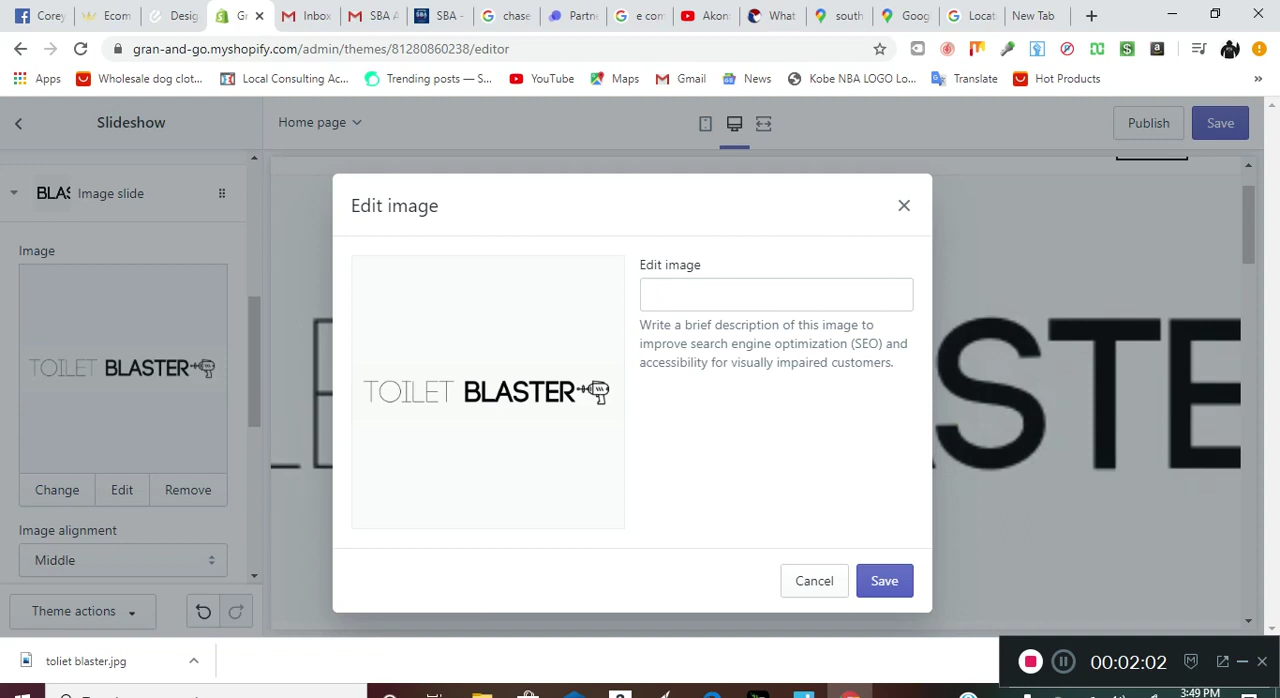 Corey
Ecom
Desig
Gr
Inbox
SBA A
SBA -
chase
Partne
e com
Akon:
What
south
Goog
Locat
New Tab
gran-and-go.myshopify.com/admin/themes/81280860238/editor
Apps
Wholesale dog clot...
Local Consulting Ac...
Trending posts — S...
YouTube
Maps
Gmail
News
Kobe NBA LOGO Lo...
Translate
Hot Products
»
Slideshow
Home page
Publish
Save
BLAS
Image slide
Image
TOILET BLASTER
Change
Edit
Remove
Image alignment
Middle
Theme actions
BLASTE
Edit image
TOILET BLASTER
Edit image
Write a brief description of this image to
improve search engine optimization (SEO) and
accessibility for visually impaired customers.
Cancel
Save
toliet blaster.jpg
00:02:02
3:49 PM